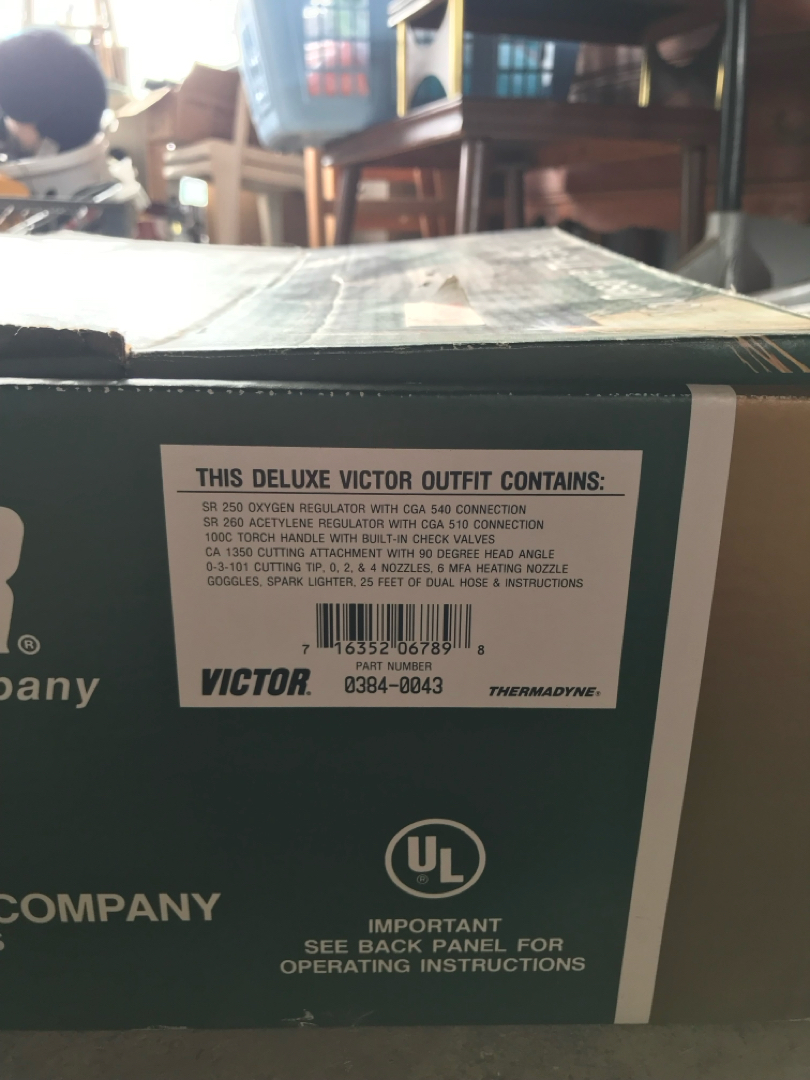 THIS DELUXE VICTOR OUTFIT CONTAINS:
SR 250 OXYGEN REGULATOR WITH CGA 540 CONNECTION
SR 260 ACETYLENE REGULATOR WITH CGA 510 CONNECTION
100C TORCH HANDLE WITH BUILT-IN CHECK VALVES
CA 1350 CUTTING ATTACHMENT WITH 90 DEGREE HEAD ANGLE
0-3-101 CUTTING TIP, 0, 2, & 4 NOZZLES, 6 MFA HEATING NOZZLE
GOGGLES, SPARK LIGHTER, 25 FEET OF DUAL HOSE & INSTRUCTIONS
7 16352 06789 8
PART NUMBER
VICTOR® 0384-0043 THERMADYNE®
R®
pany
COMPANY
S
UL®
IMPORTANT
SEE BACK PANEL FOR
OPERATING INSTRUCTIONS